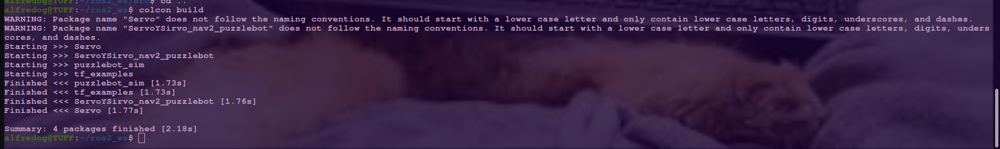 alfredog@TUFF:~/ros2_ws/src$ cd ..
alfredog@TUFF:~/ros2_ws$ colcon build
WARNING: Package name "Servo" does not follow the naming conventions. It should start with a lower case letter and only contain lower case letters, digits, underscores, and dashes.
WARNING: Package name "ServoYSirvo_nav2_puzzlebot" does not follow the naming conventions. It should start with a lower case letter and only contain lower case letters, digits, unders
cores, and dashes.
Starting >>> Servo
Starting >>> ServoYSirvo_nav2_puzzlebot
Starting >>> puzzlebot_sim
Starting >>> tf_examples
Finished <<< puzzlebot_sim [1.73s]
Finished <<< tf_examples [1.73s]
Finished <<< ServoYSirvo_nav2_puzzlebot [1.76s]
Finished <<< Servo [1.77s]
Summary: 4 packages finished [2.18s]
alfredog@TUFF:~/ros2_ws$